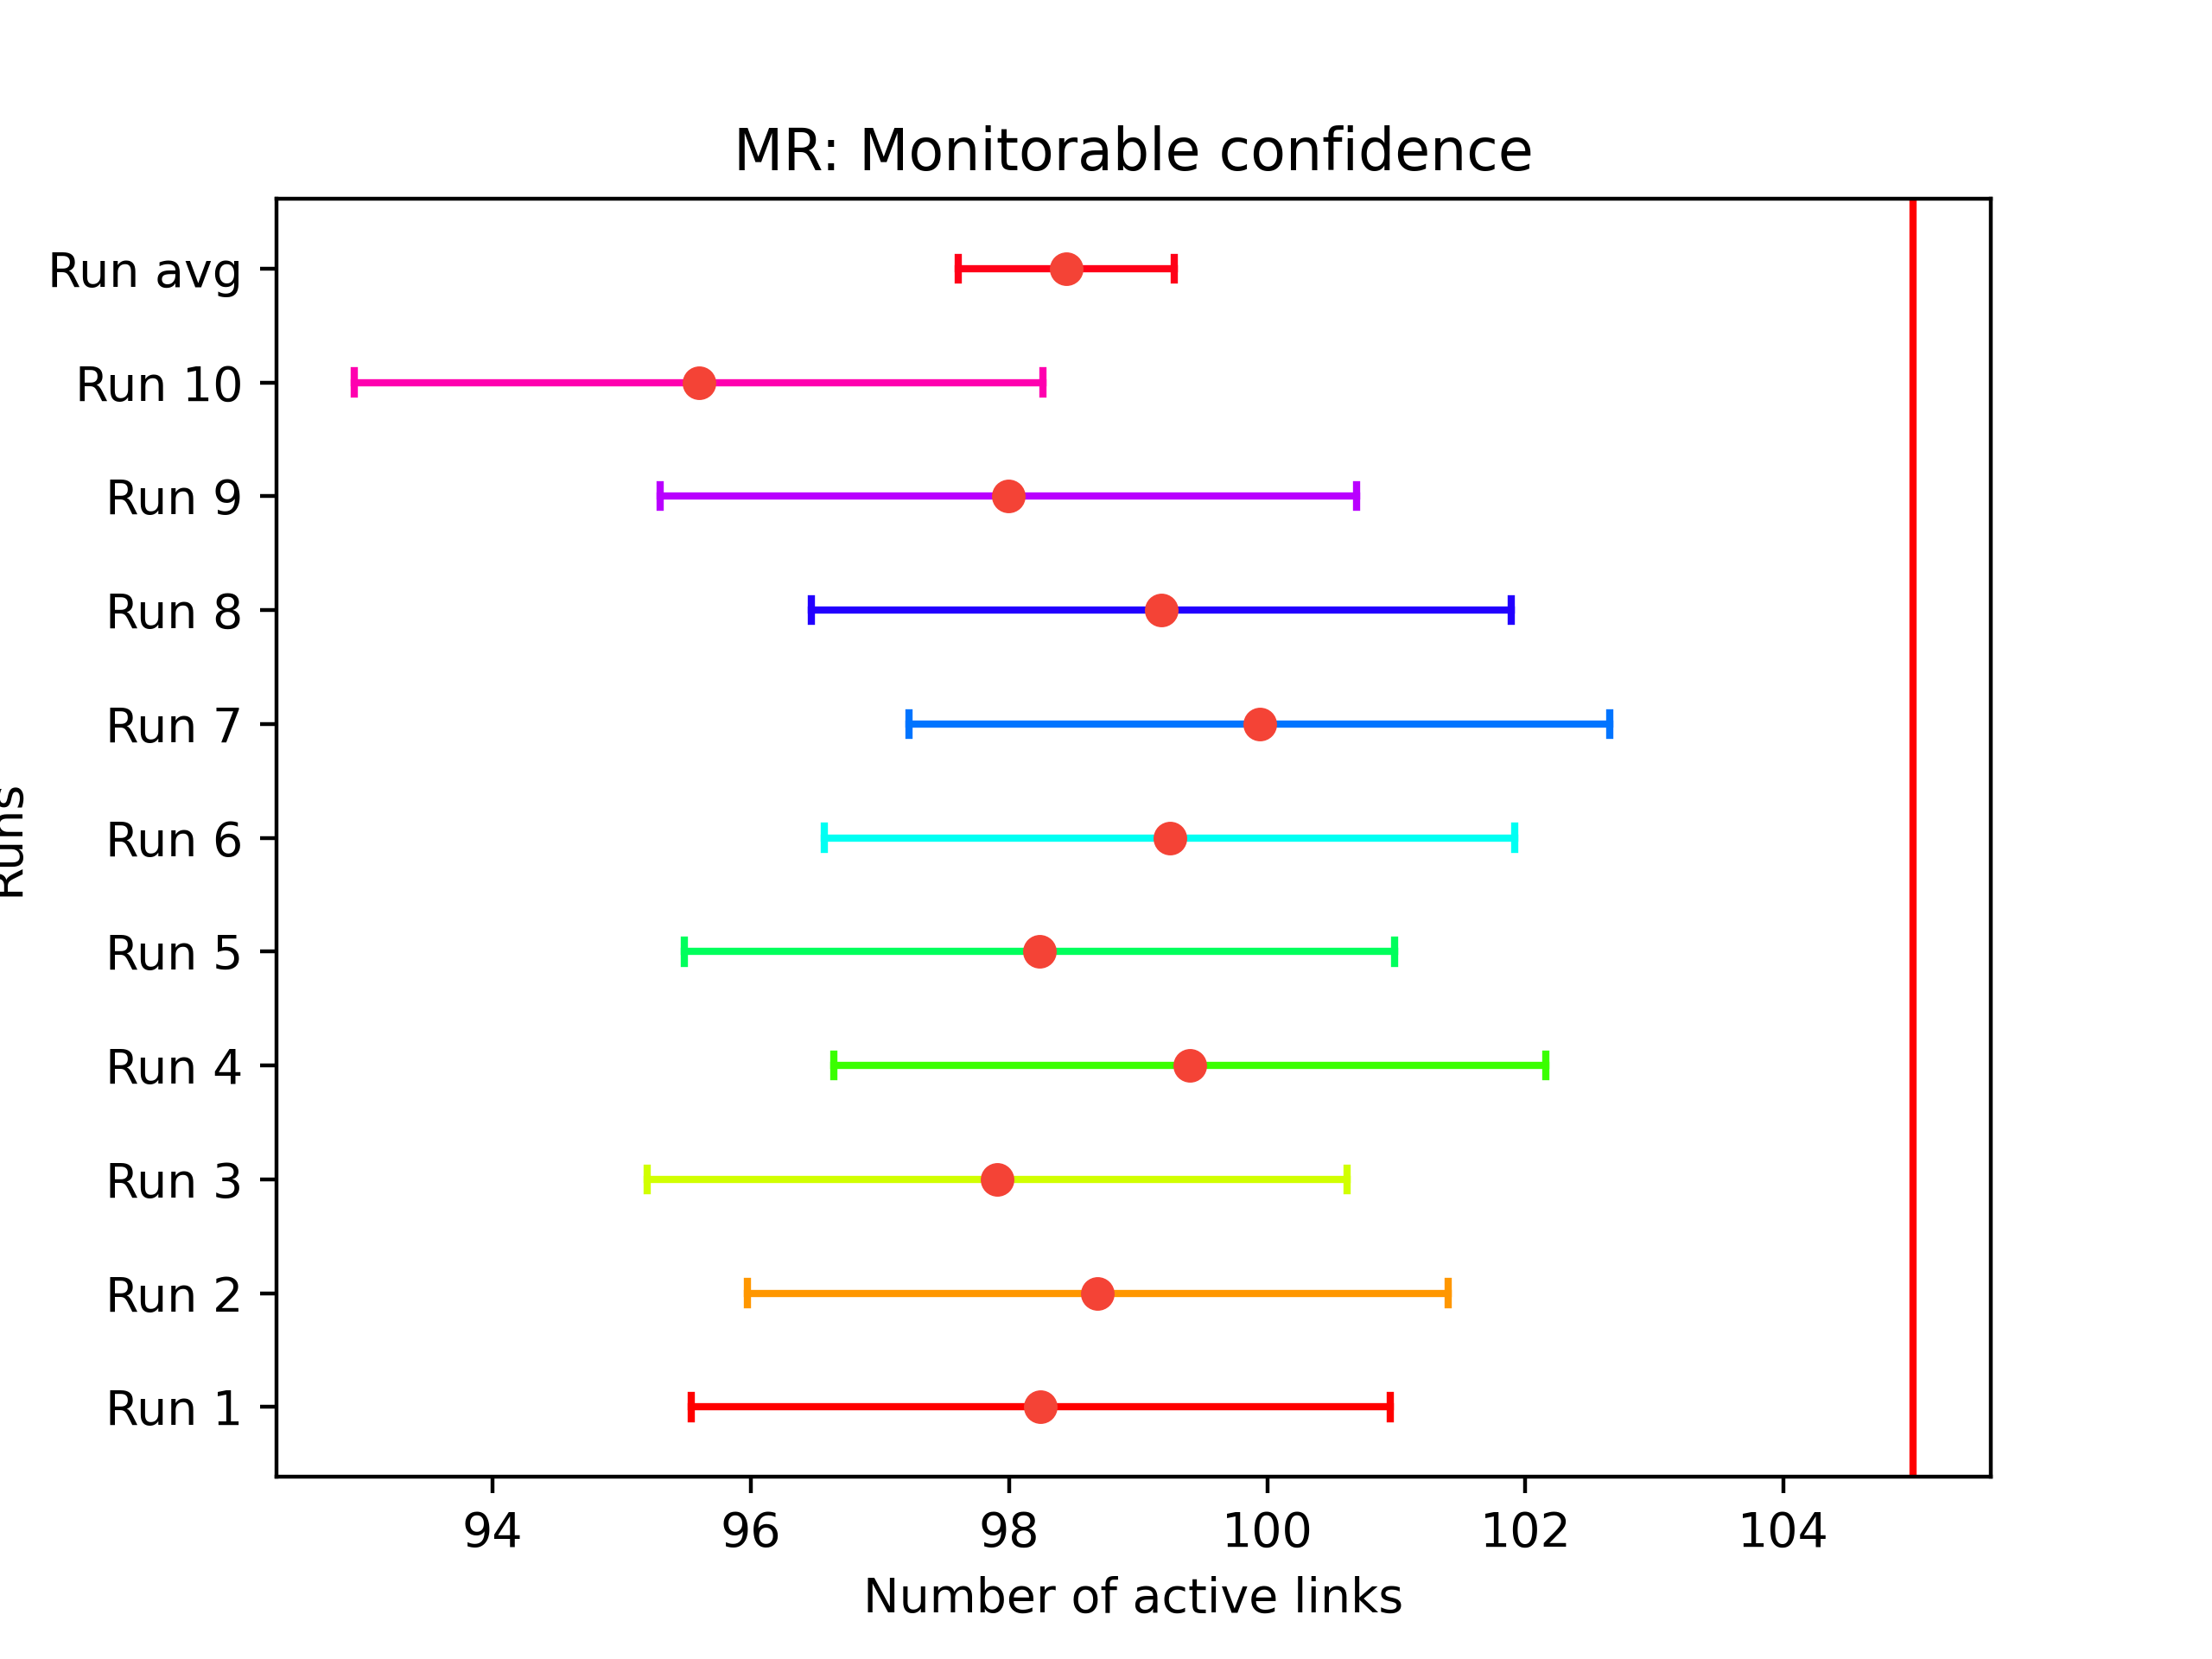 MR: Monitorable confidence
Run avg
Run 10
Run 9
Run 8
Run 7
Run 6
Run 5
Run 4
Run 3
Run 2
Run 1
Runs
94 96 98 100 102 104
Number of active links